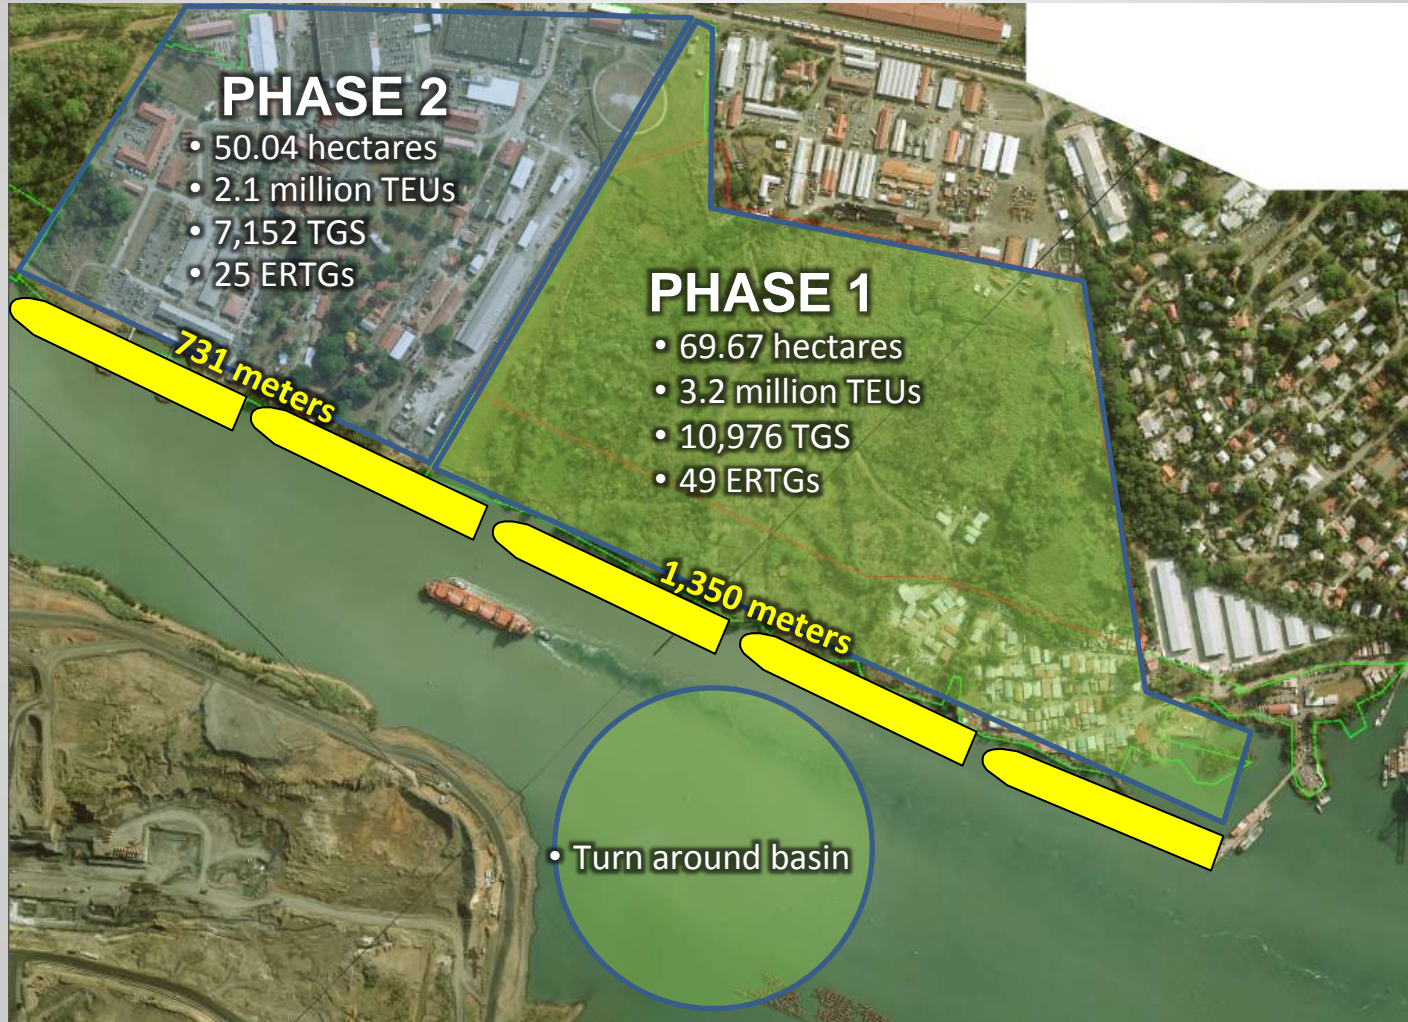 PHASE 2
• 50.04 hectares
• 2.1 million TEUs
• 7,152 TGS
• 25 ERTGs
PHASE 1
• 69.67 hectares
• 3.2 million TEUs
• 10,976 TGS
• 49 ERTGs
731 meters
1,350 meters
• Turn around basin